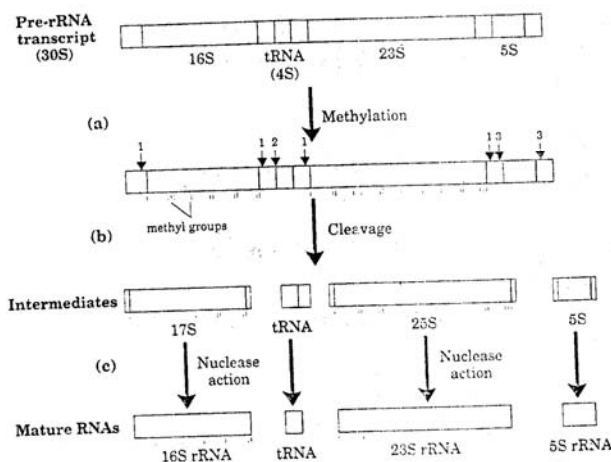 Pre-rRNA
transcript
(30S)
16S tRNA 23S 5S
(4S)
(a) Methylation
1 1 2 1 1 3 3
methyl groups
(b) Cleavage
Intermediates
17S tRNA 25S 5S
(c) Nuclease action Nuclease action
Mature RNAs
16S rRNA tRNA 23S rRNA 5S rRNA